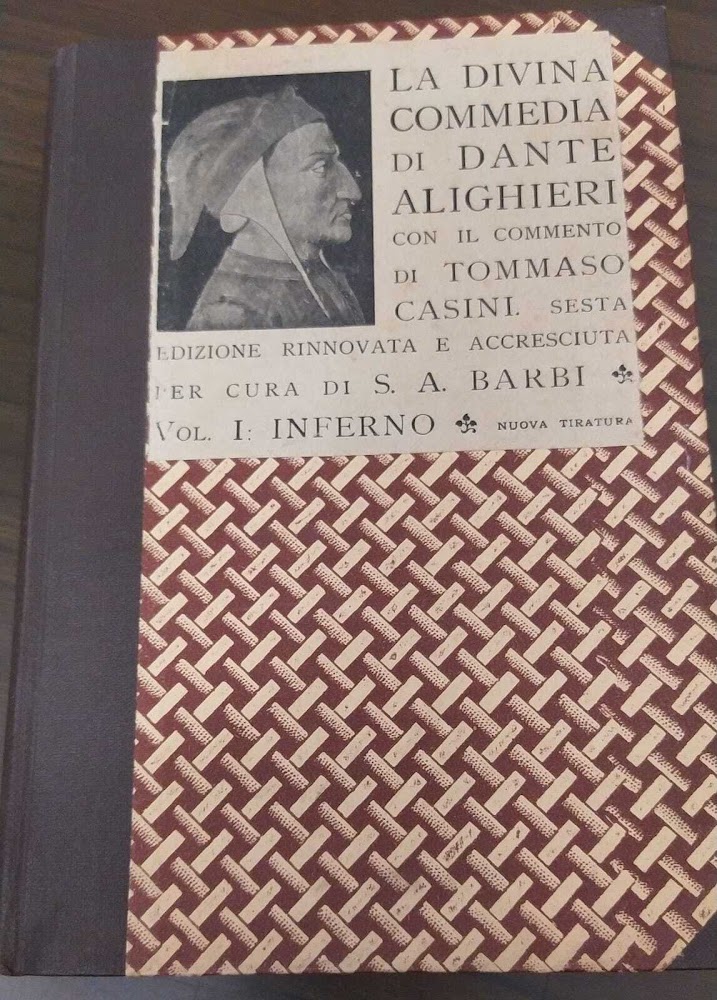 LA DIVINA
COMMEDIA
DI DANTE
ALIGHIERI
CON IL COMMENTO
DI TOMMASO
CASINI. SESTA
EDIZIONE RINNOVATA E ACCRESCIUTA
PER CURA DI S. A. BARBI
VOL. I: INFERNO NUOVA TIRATURA